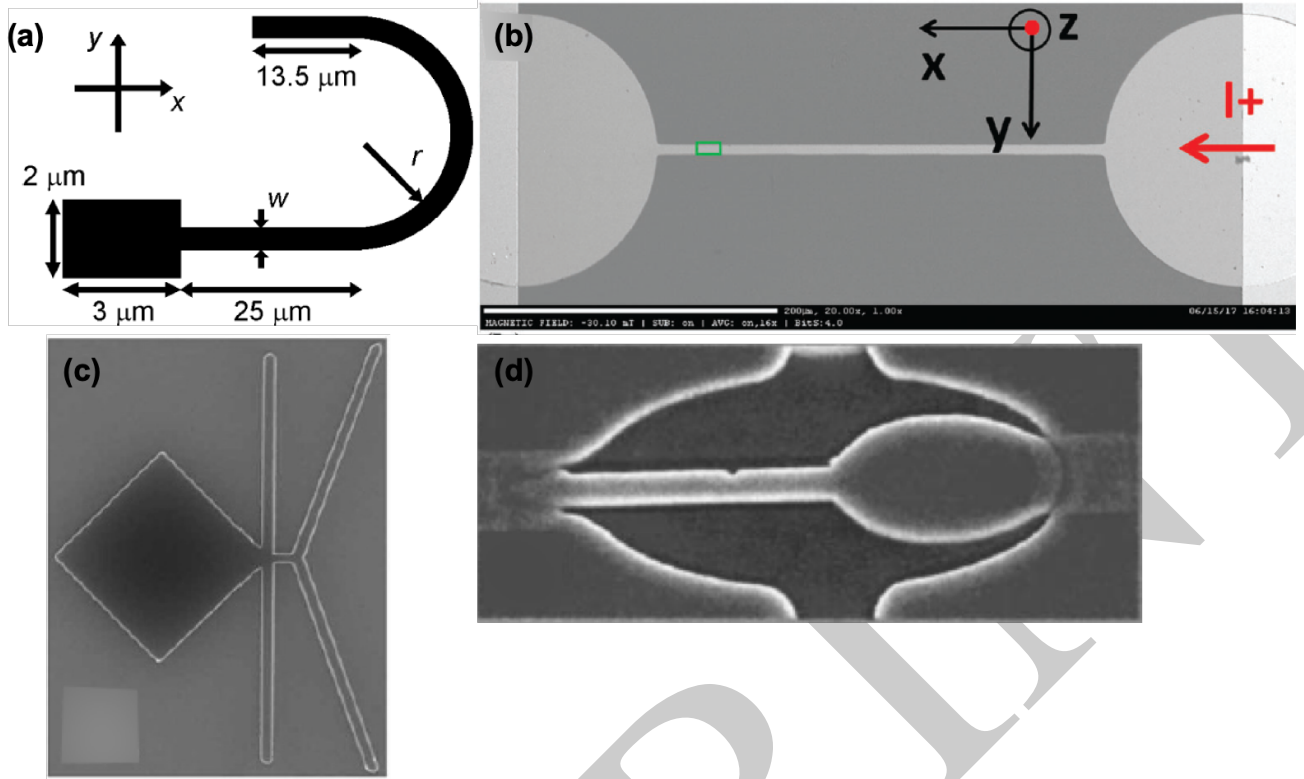 (a)
y
x
13.5 μm
r
2 μm
w
3 μm
25 μm
(b)
z
x
y
I+
200μm, 20.00x, 1.00x
MAGNETIC FIELD: -30.10 mT | SUB: on | AVG: on,16x | BitS:4.0
06/15/17 16:04:13
(c)
(d)